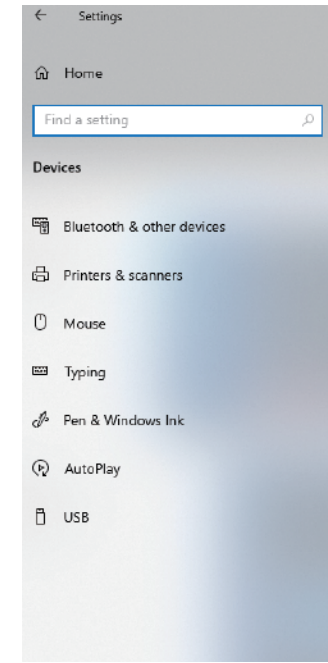 Settings
Home
Find a setting
Devices
Bluetooth & other devices
Printers & scanners
Mouse
Typing
Pen & Windows Ink
AutoPlay
USB